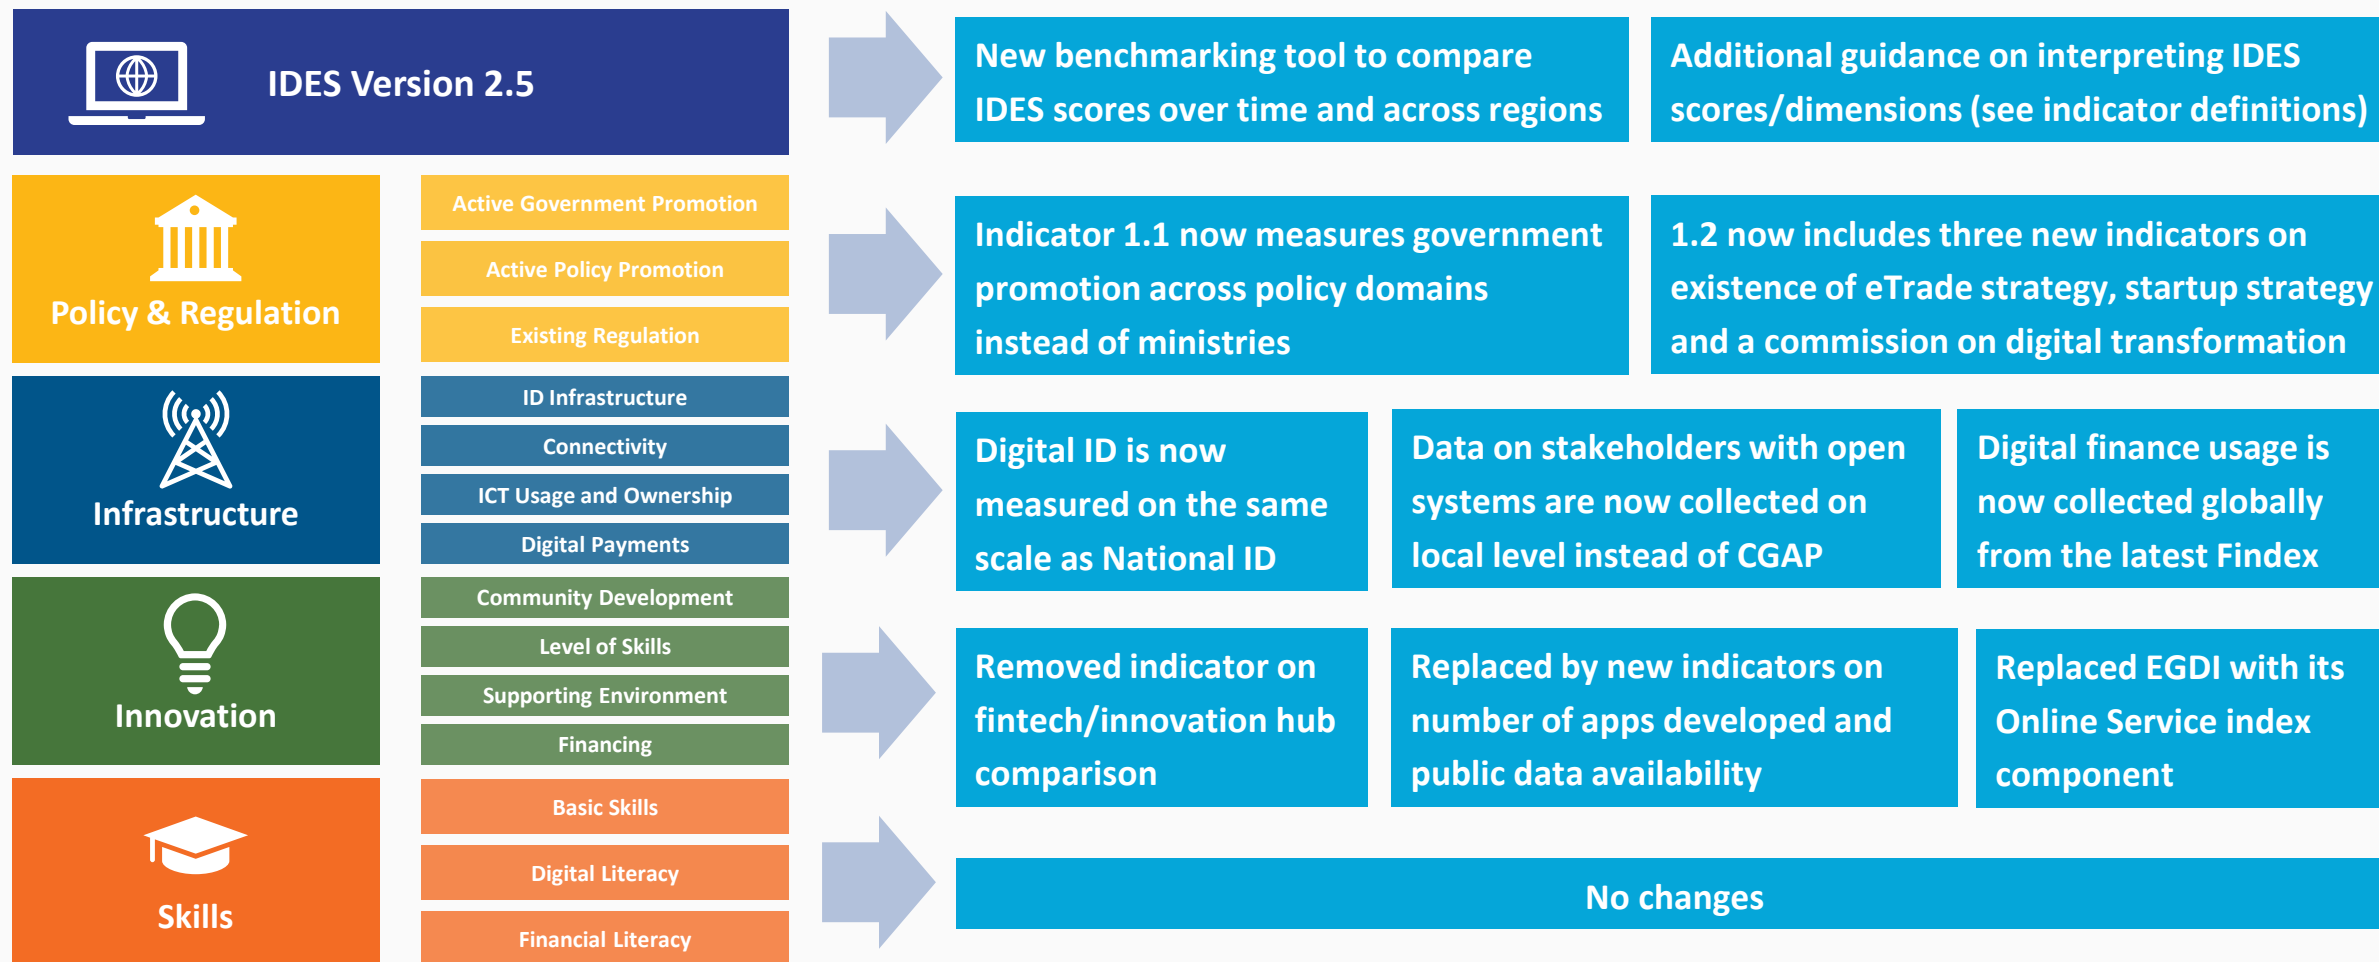 IDES Version 2.5
New benchmarking tool to compare
IDES scores over time and across regions
Additional guidance on interpreting IDES
scores/dimensions (see indicator definitions)
Policy & Regulation
Active Government Promotion
Active Policy Promotion
Existing Regulation
Indicator 1.1 now measures government
promotion across policy domains
instead of ministries
1.2 now includes three new indicators on
existence of eTrade strategy, startup strategy
and a commission on digital transformation
Infrastructure
ID Infrastructure
Connectivity
ICT Usage and Ownership
Digital Payments
Digital ID is now
measured on the same
scale as National ID
Data on stakeholders with open
systems are now collected on
local level instead of CGAP
Digital finance usage is
now collected globally
from the latest Findex
Innovation
Community Development
Level of Skills
Supporting Environment
Financing
Removed indicator on
fintech/innovation hub
comparison
Replaced by new indicators on
number of apps developed and
public data availability
Replaced EGDI with its
Online Service index
component
Skills
Basic Skills
Digital Literacy
Financial Literacy
No changes